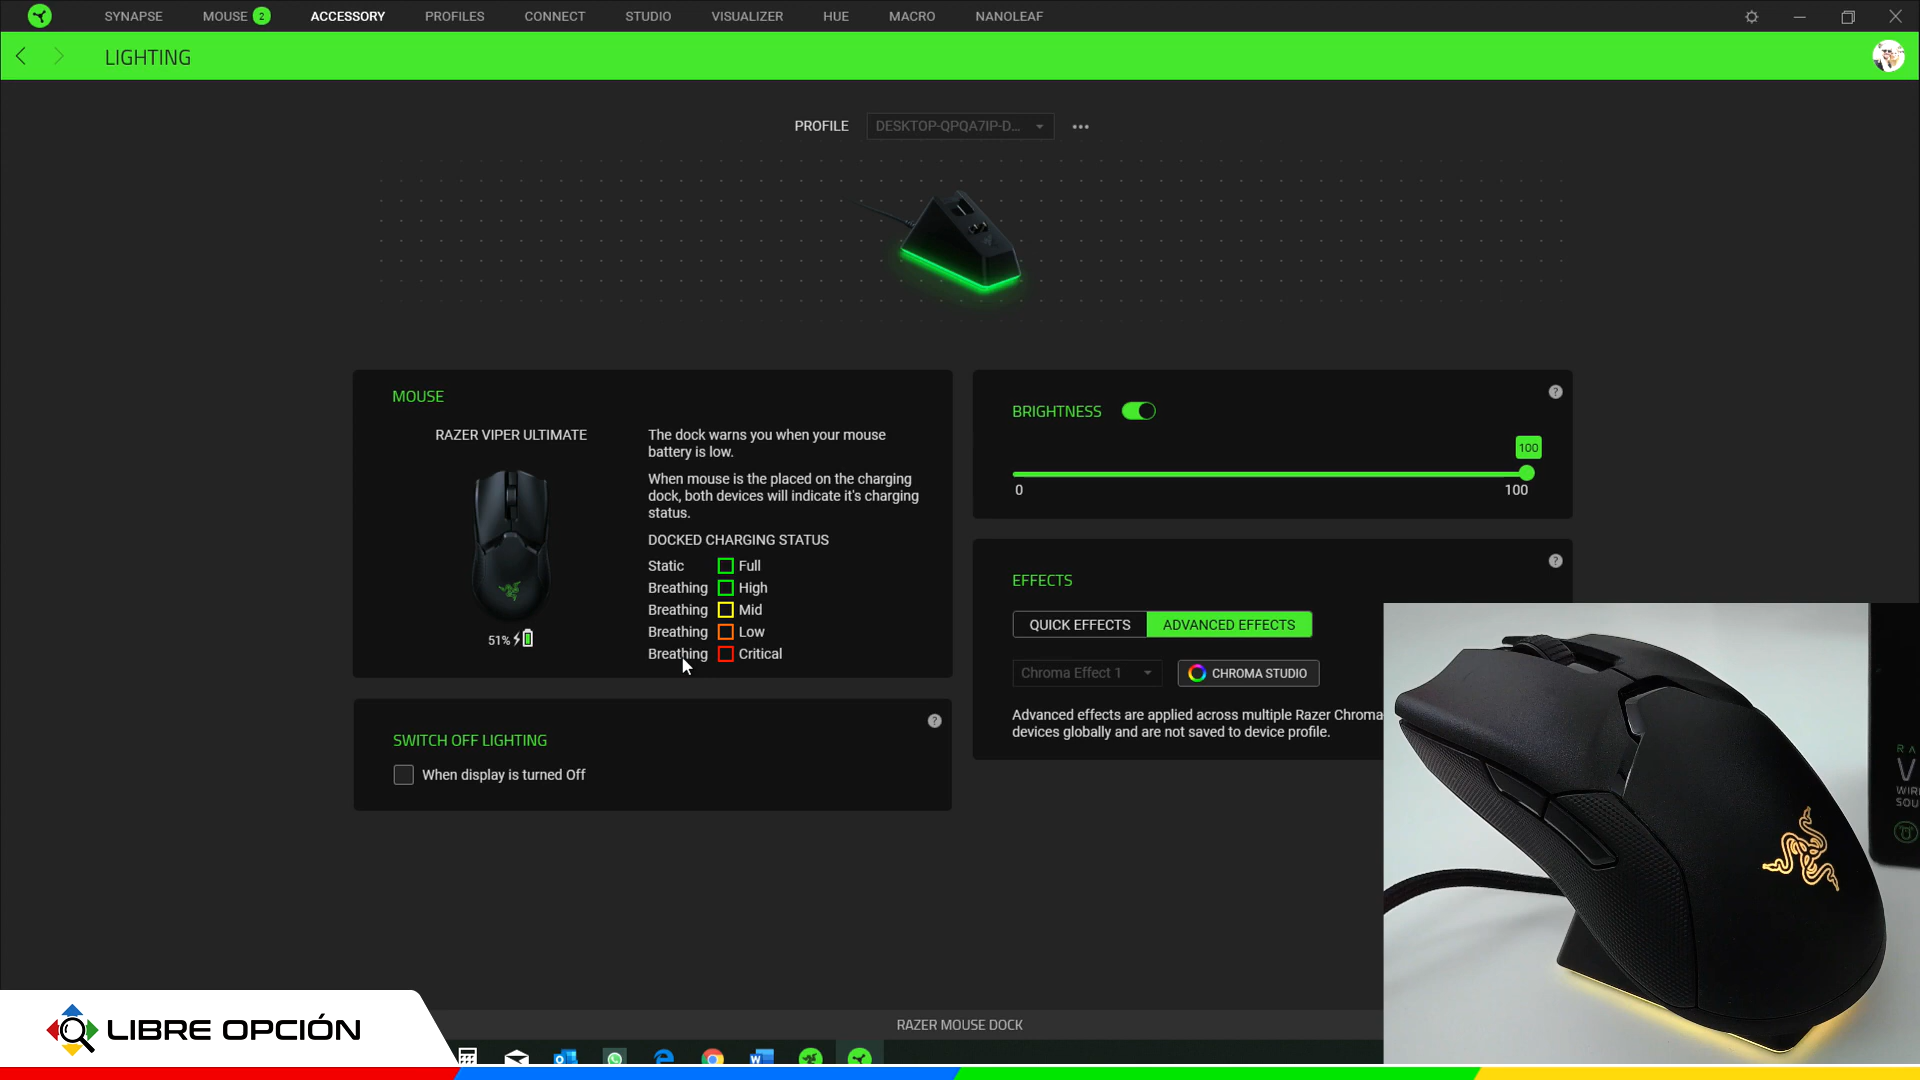 SYNAPSE MOUSE 2 ACCESSORY PROFILES CONNECT STUDIO VISUALIZER HUE MACRO NANOLEAF
LIGHTING
PROFILE DESKTOP-QPQA7IP-D...
MOUSE
RAZER VIPER ULTIMATE
51%
The dock warns you when your mouse
battery is low.
When mouse is the placed on the charging
dock, both devices will indicate it's charging
status.
DOCKED CHARGING STATUS
Static Full
Breathing High
Breathing Mid
Breathing Low
Breathing Critical
SWITCH OFF LIGHTING
When display is turned Off
BRIGHTNESS
100
0 100
EFFECTS
QUICK EFFECTS ADVANCED EFFECTS
Chroma Effect 1 CHROMA STUDIO
Advanced effects are applied across multiple Razer Chroma
devices globally and are not saved to device profile.
RA
V
WIR
SOU
LIBRE OPCIÓN
RAZER MOUSE DOCK